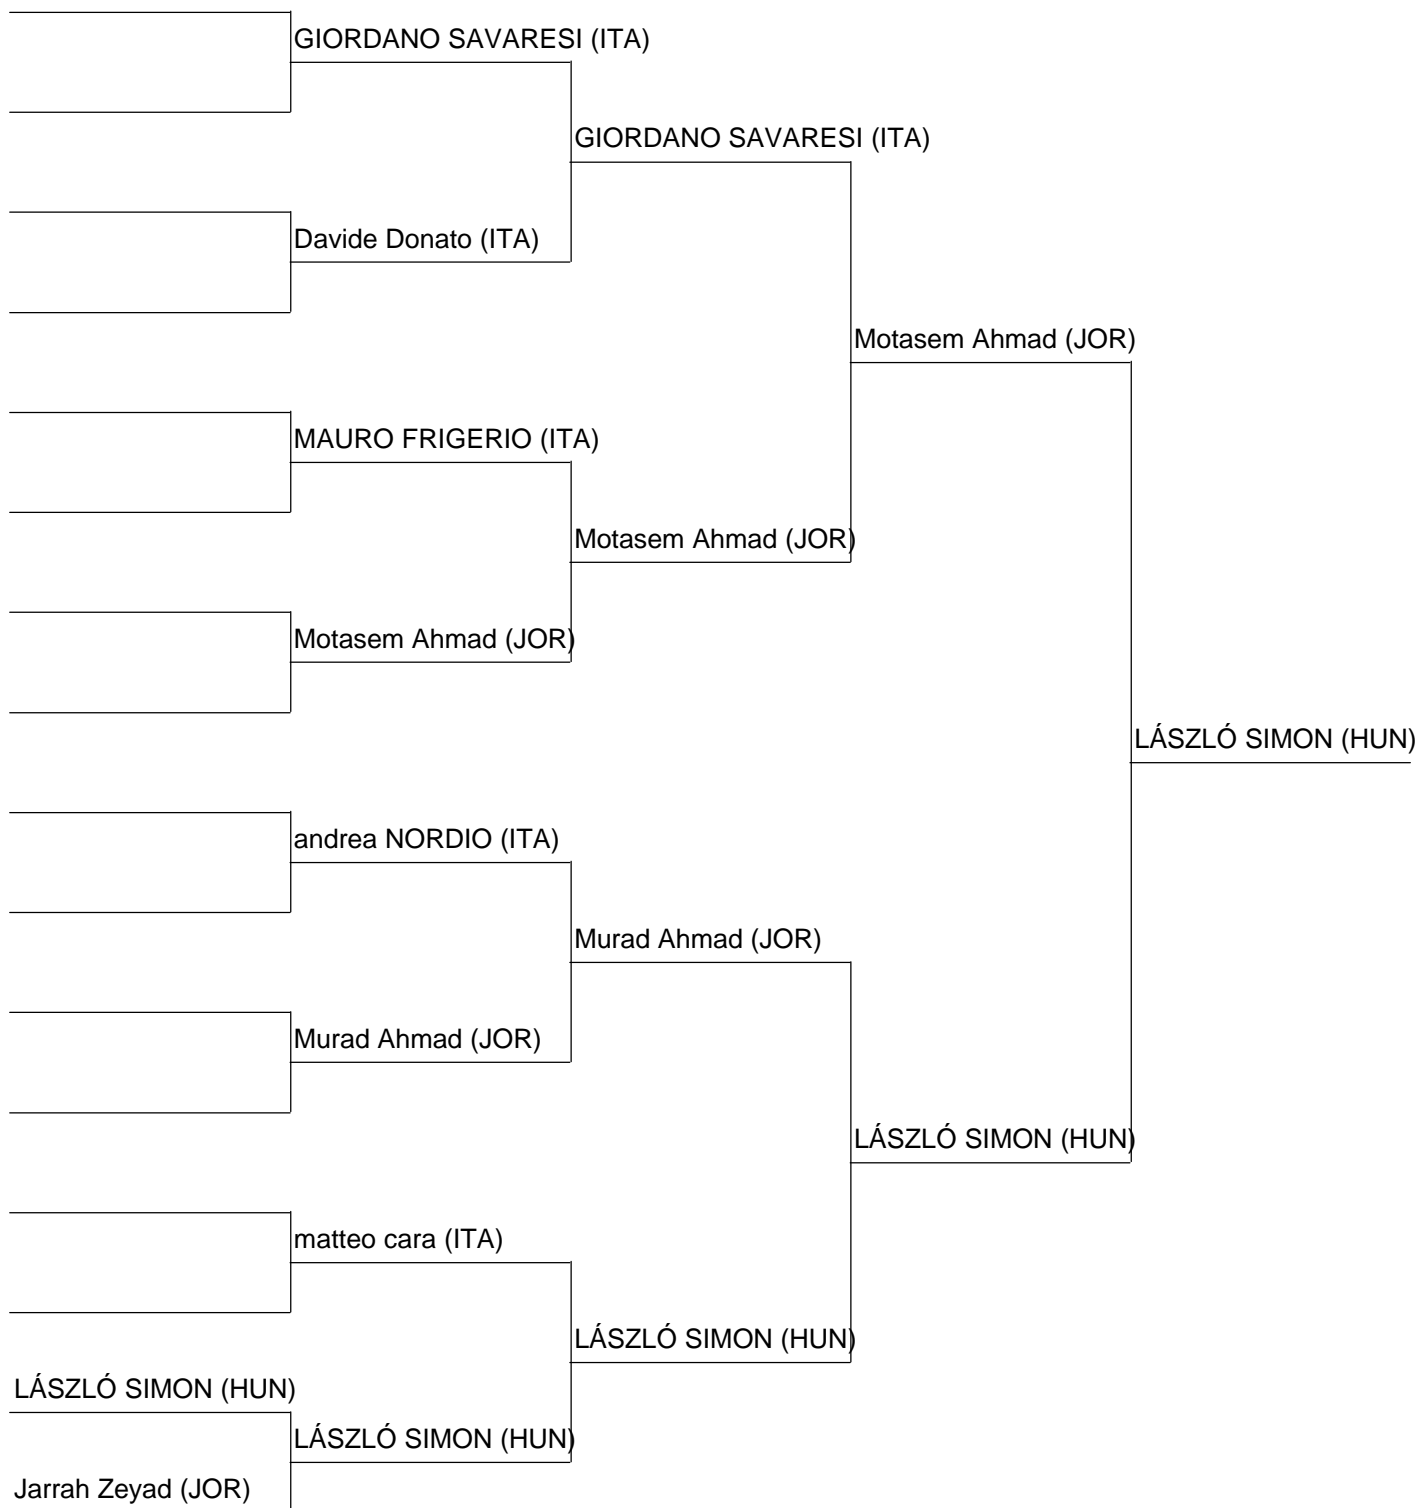 GIORDANO SAVARESI (ITA)
GIORDANO SAVARESI (ITA)
Davide Donato (ITA)
Motasem Ahmad (JOR)
MAURO FRIGERIO (ITA)
Motasem Ahmad (JOR)
Motasem Ahmad (JOR)
LÁSZLÓ SIMON (HUN)
andrea NORDIO (ITA)
Murad Ahmad (JOR)
Murad Ahmad (JOR)
LÁSZLÓ SIMON (HUN)
matteo cara (ITA)
LÁSZLÓ SIMON (HUN)
LÁSZLÓ SIMON (HUN)
LÁSZLÓ SIMON (HUN)
Jarrah Zeyad (JOR)